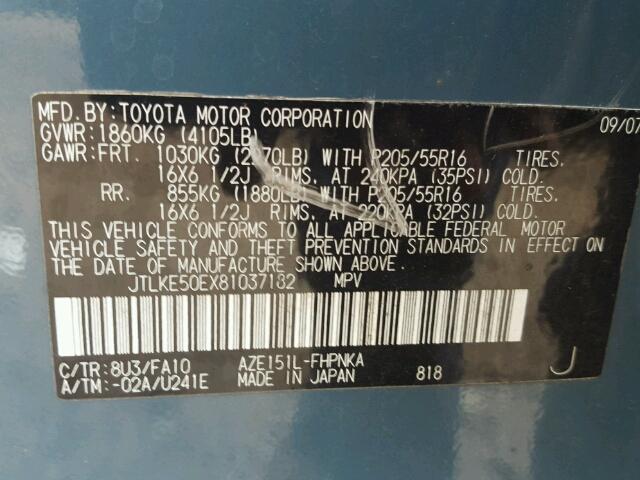 MFD.BY:TOYOTA MOTOR CORPORATION 09/07
GVWR:1860KG (4105LB)
GAWR:FRT. 1030KG (2270LB) WITH P205/55R16 TIRES.
16X6 1/2J RIMS. AT 240KPA (35PSI) COLD.
RR. 855KG (1880LB) WITH P205/55R16 TIRES.
16X6 1/2J RIMS. AT 220KPA (32PSI) COLD.
THIS VEHICLE CONFORMS TO ALL APPLICABLE FEDERAL MOTOR
VEHICLE SAFETY AND THEFT PREVENTION STANDARDS IN EFFECT ON
THE DATE OF MANUFACTURE SHOWN ABOVE.
JTLKE50EX81037182 MPV
C/TR:8U3/FA10 AZE151L-FHPNKA J
A/TM:-02A/U241E MADE IN JAPAN 818